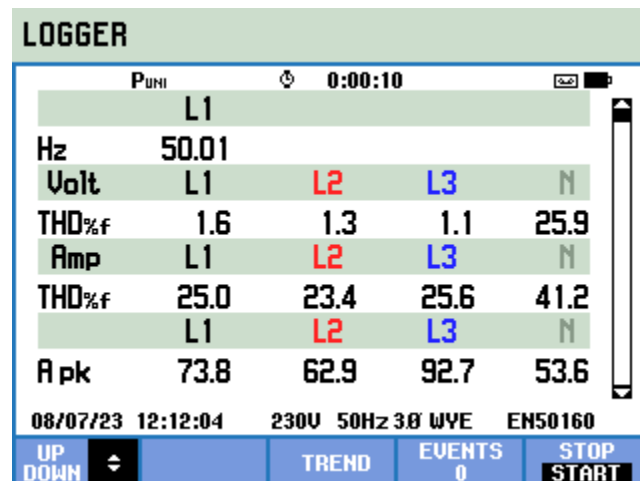 LOGGER
PUNI 0:00:10
L1
Hz 50.01
Volt L1 L2 L3 N
THD%f 1.6 1.3 1.1 25.9
Amp L1 L2 L3 N
THD%f 25.0 23.4 25.6 41.2
L1 L2 L3 N
A pk 73.8 62.9 92.7 53.6
08/07/23 12:12:04 230V 50Hz 3.0̸ WYE EN50160
UP DOWN TREND EVENTS 0 STOP START